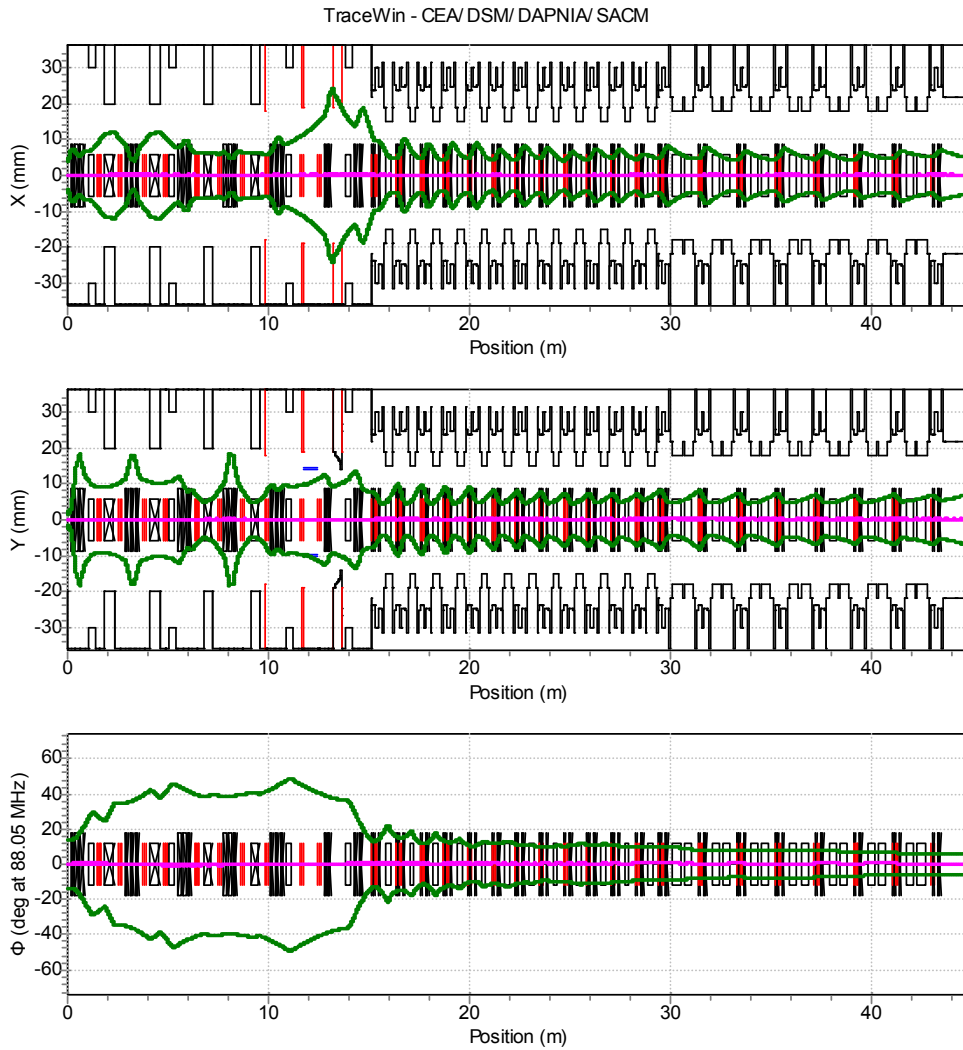 TraceWin - CEA/ DSM/ DAPNIA/ SACM
X (mm)
30
20
10
0
-10
-20
-30
0 10 20 30 40
Position (m)
Y (mm)
30
20
10
0
-10
-20
-30
0 10 20 30 40
Position (m)
Φ (deg at 88.05 MHz)
60
40
20
0
-20
-40
-60
0 10 20 30 40
Position (m)